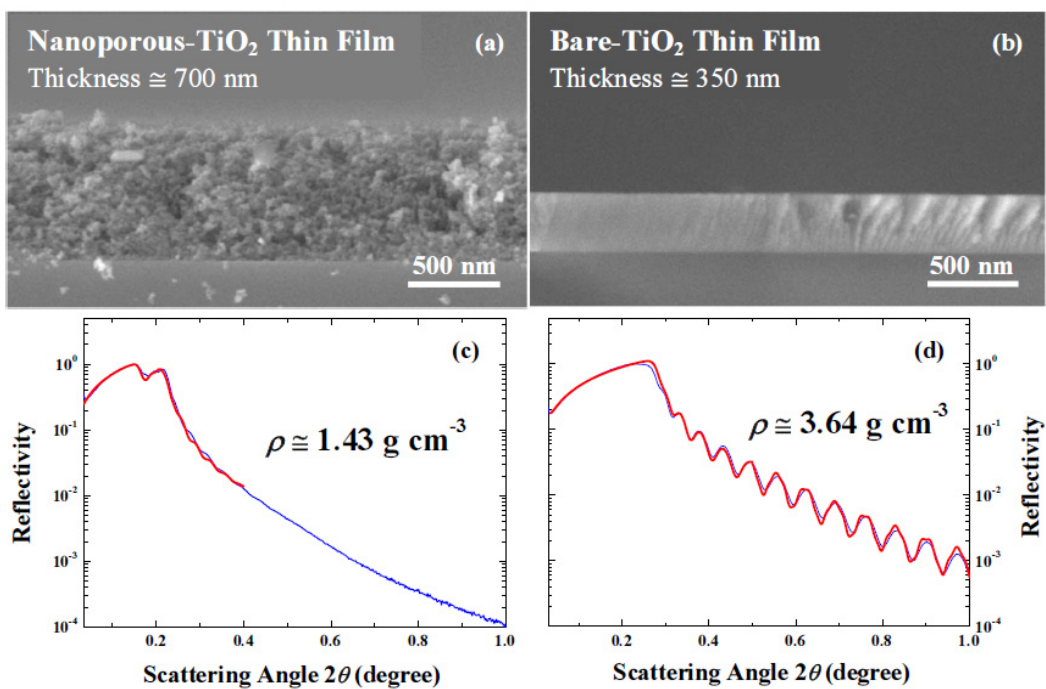 Nanoporous-TiO₂ Thin Film (a)
Thickness ≅ 700 nm
500 nm
Bare-TiO₂ Thin Film (b)
Thickness ≅ 350 nm
500 nm
(c)
10⁰
10⁻¹
10⁻²
10⁻³
10⁻⁴
Reflectivity
ρ ≅ 1.43 g cm⁻³
0.2 0.4 0.6 0.8 1.0
Scattering Angle 2θ (degree)
(d)
10⁰
10⁻¹
10⁻²
10⁻³
10⁻⁴
Reflectivity
ρ ≅ 3.64 g cm⁻³
0.2 0.4 0.6 0.8 1.0
Scattering Angle 2θ (degree)